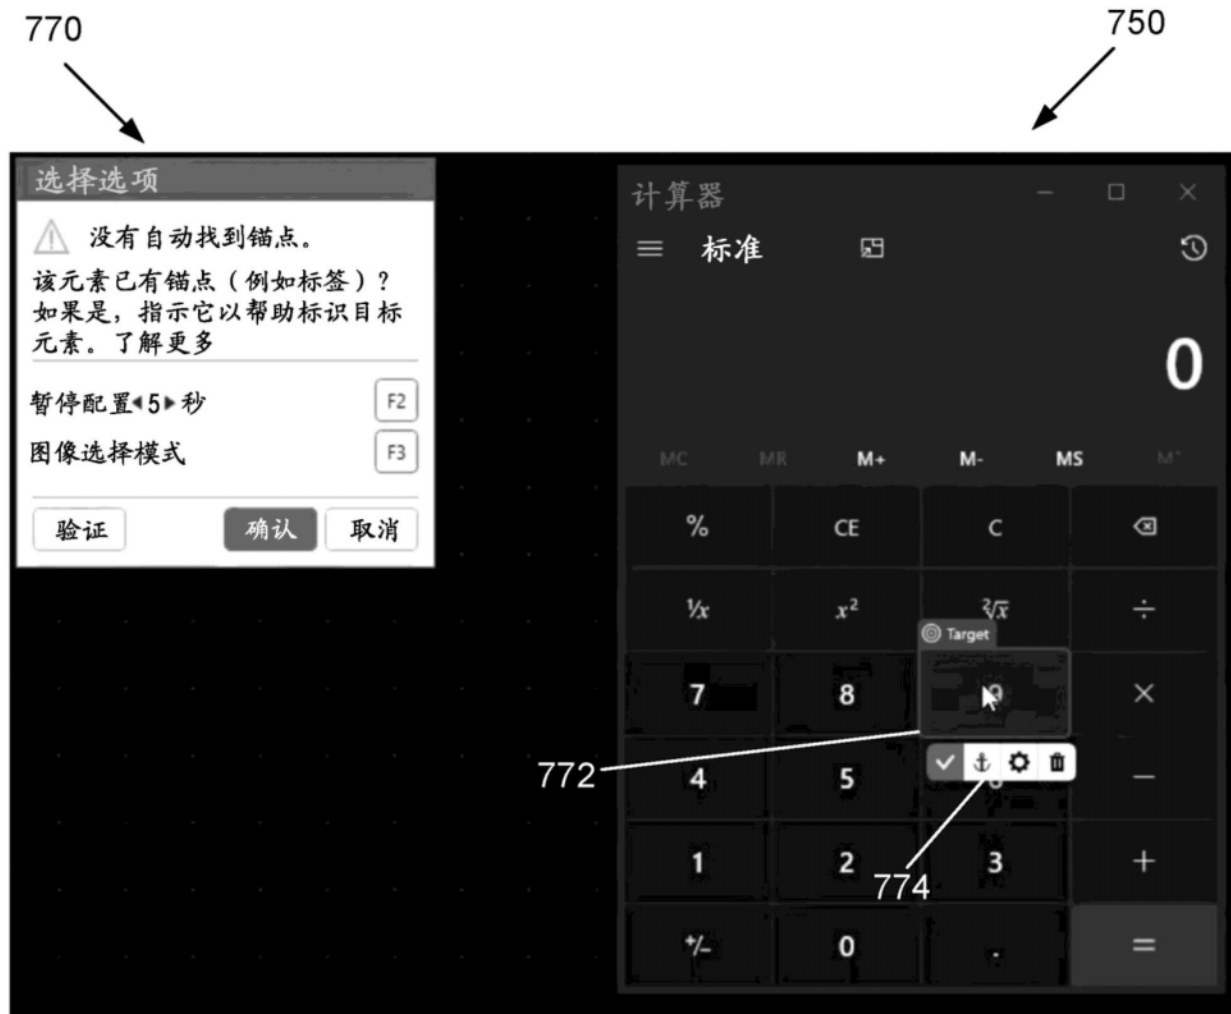 770
750
选择选项
没有自动找到锚点。
该元素已有锚点（例如标签）？
如果是，指示它以帮助标识目标
元素。了解更多
暂停配置 5 秒
F2
图像选择模式
F3
验证 确认 取消
计算器
标准
0
MC MR M+ M- MS M˅
% CE C
⅟x x² ²√x ÷
Target
7 8 9 ×
772
4 5 −
1 2 3 +
774
+/− 0 . =